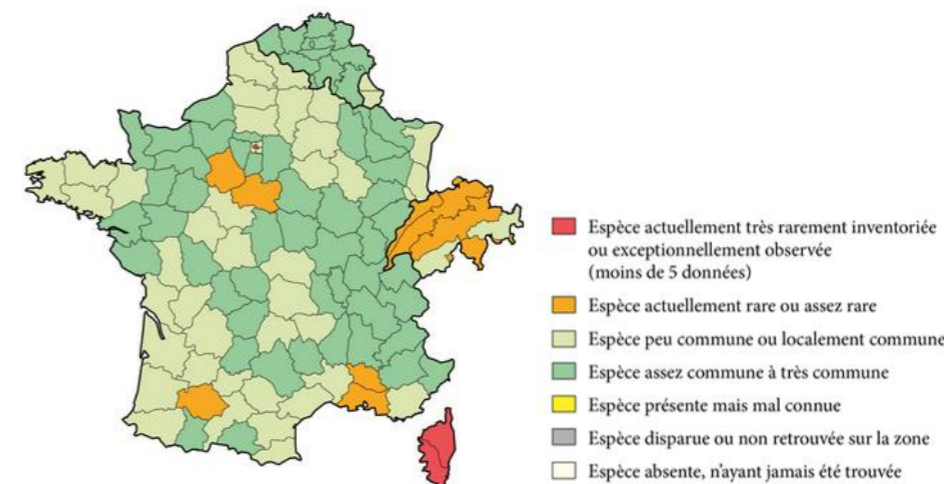 Espèce actuellement très rarement inventoriée
ou exceptionnellement observée
(moins de 5 données)
Espèce actuellement rare ou assez rare
Espèce peu commune ou localement commune
Espèce assez commune à très commune
Espèce présente mais mal connue
Espèce disparue ou non retrouvée sur la zone
Espèce absente, n'ayant jamais été trouvée